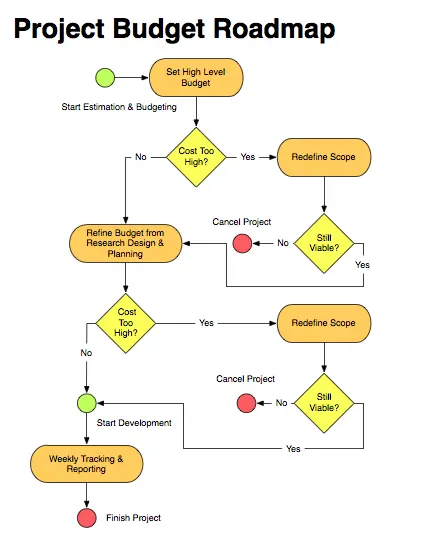 Project Budget Roadmap
Set High Level
Budget
Start Estimation & Budgeting
Cost Too
High?
No
Yes
Redefine Scope
Cancel Project
Refine Budget from
Research Design &
Planning
Still
Viable?
No
Yes
Cost
Too
High?
Yes
Redefine Scope
No
Cancel Project
Still
Viable?
No
Start Development
Yes
Weekly Tracking &
Reporting
Finish Project